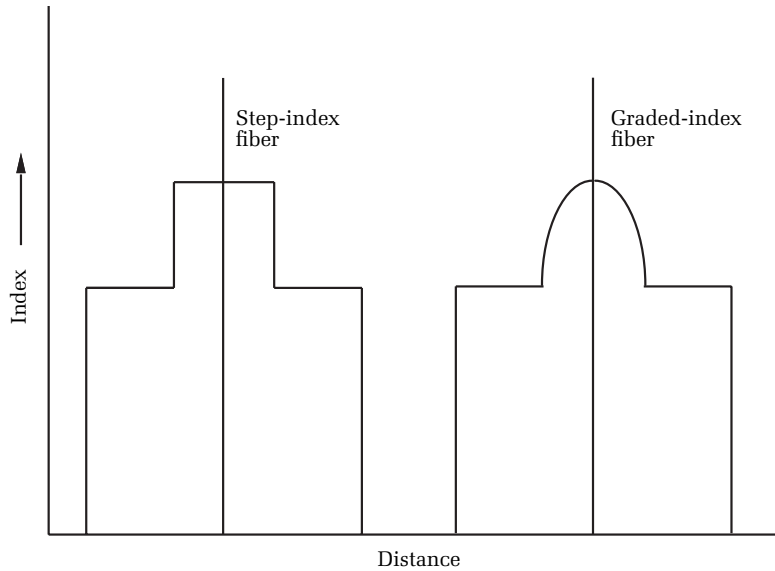 Step-index
fiber
Graded-index
fiber
Index
Distance